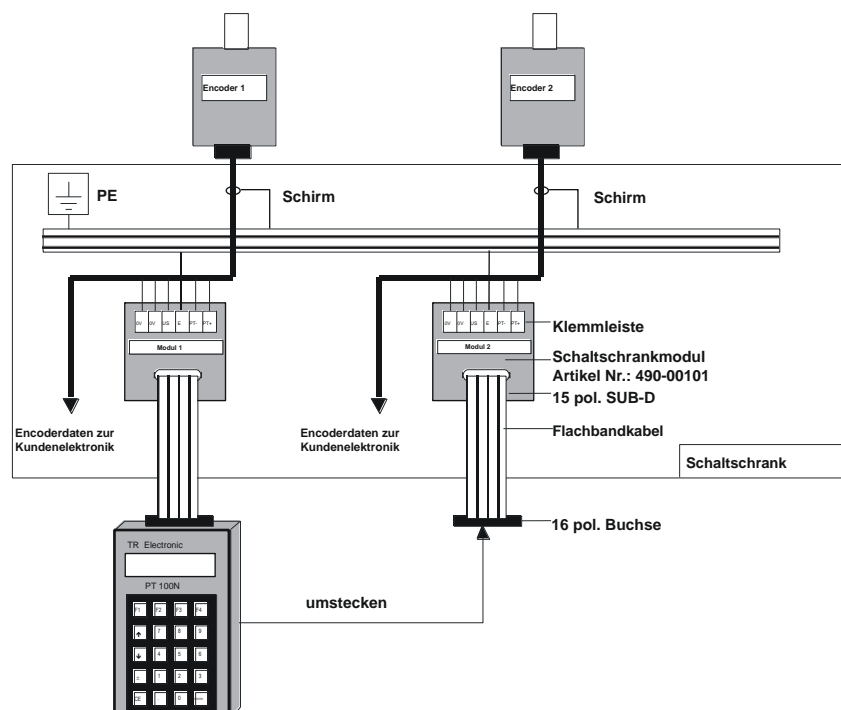 Encoder 1
Encoder 2
PE
Schirm
Schirm
0V 0V US E PT- PT+
0V 0V US E PT- PT+
Klemmleiste
Modul 1
Modul 2
Schaltschrankmodul
Artikel Nr.: 490-00101
15 pol. SUB-D
Encoderdaten zur
Kundenelektronik
Encoderdaten zur
Kundenelektronik
Flachbandkabel
Schaltschrank
16 pol. Buchse
TR Electronic
PT 100N
umstecken
F1 F2 F3 F4
7 8 9
4 5 6
± 1 2 3
CE 0